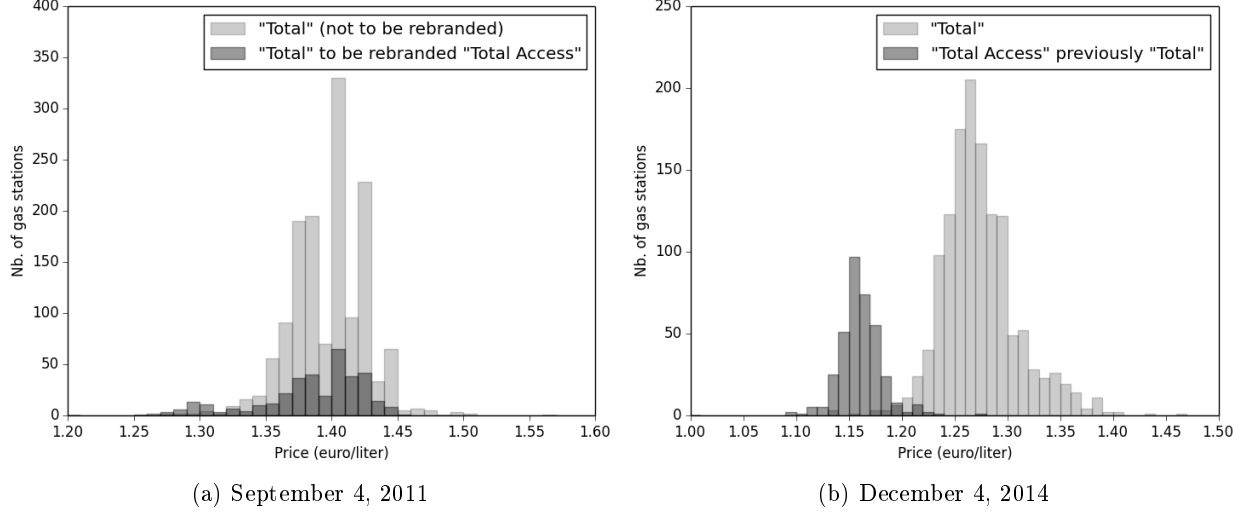 400
350
300
250
200
150
100
50
0
Nb. of gas stations
"Total" (not to be rebranded)
"Total" to be rebranded "Total Access"
1.20 1.25 1.30 1.35 1.40 1.45 1.50 1.55 1.60
Price (euro/liter)
(a) September 4, 2011
250
200
150
100
50
0
Nb. of gas stations
"Total"
"Total Access" previously "Total"
1.00 1.05 1.10 1.15 1.20 1.25 1.30 1.35 1.40 1.45 1.50
Price (euro/liter)
(b) December 4, 2014